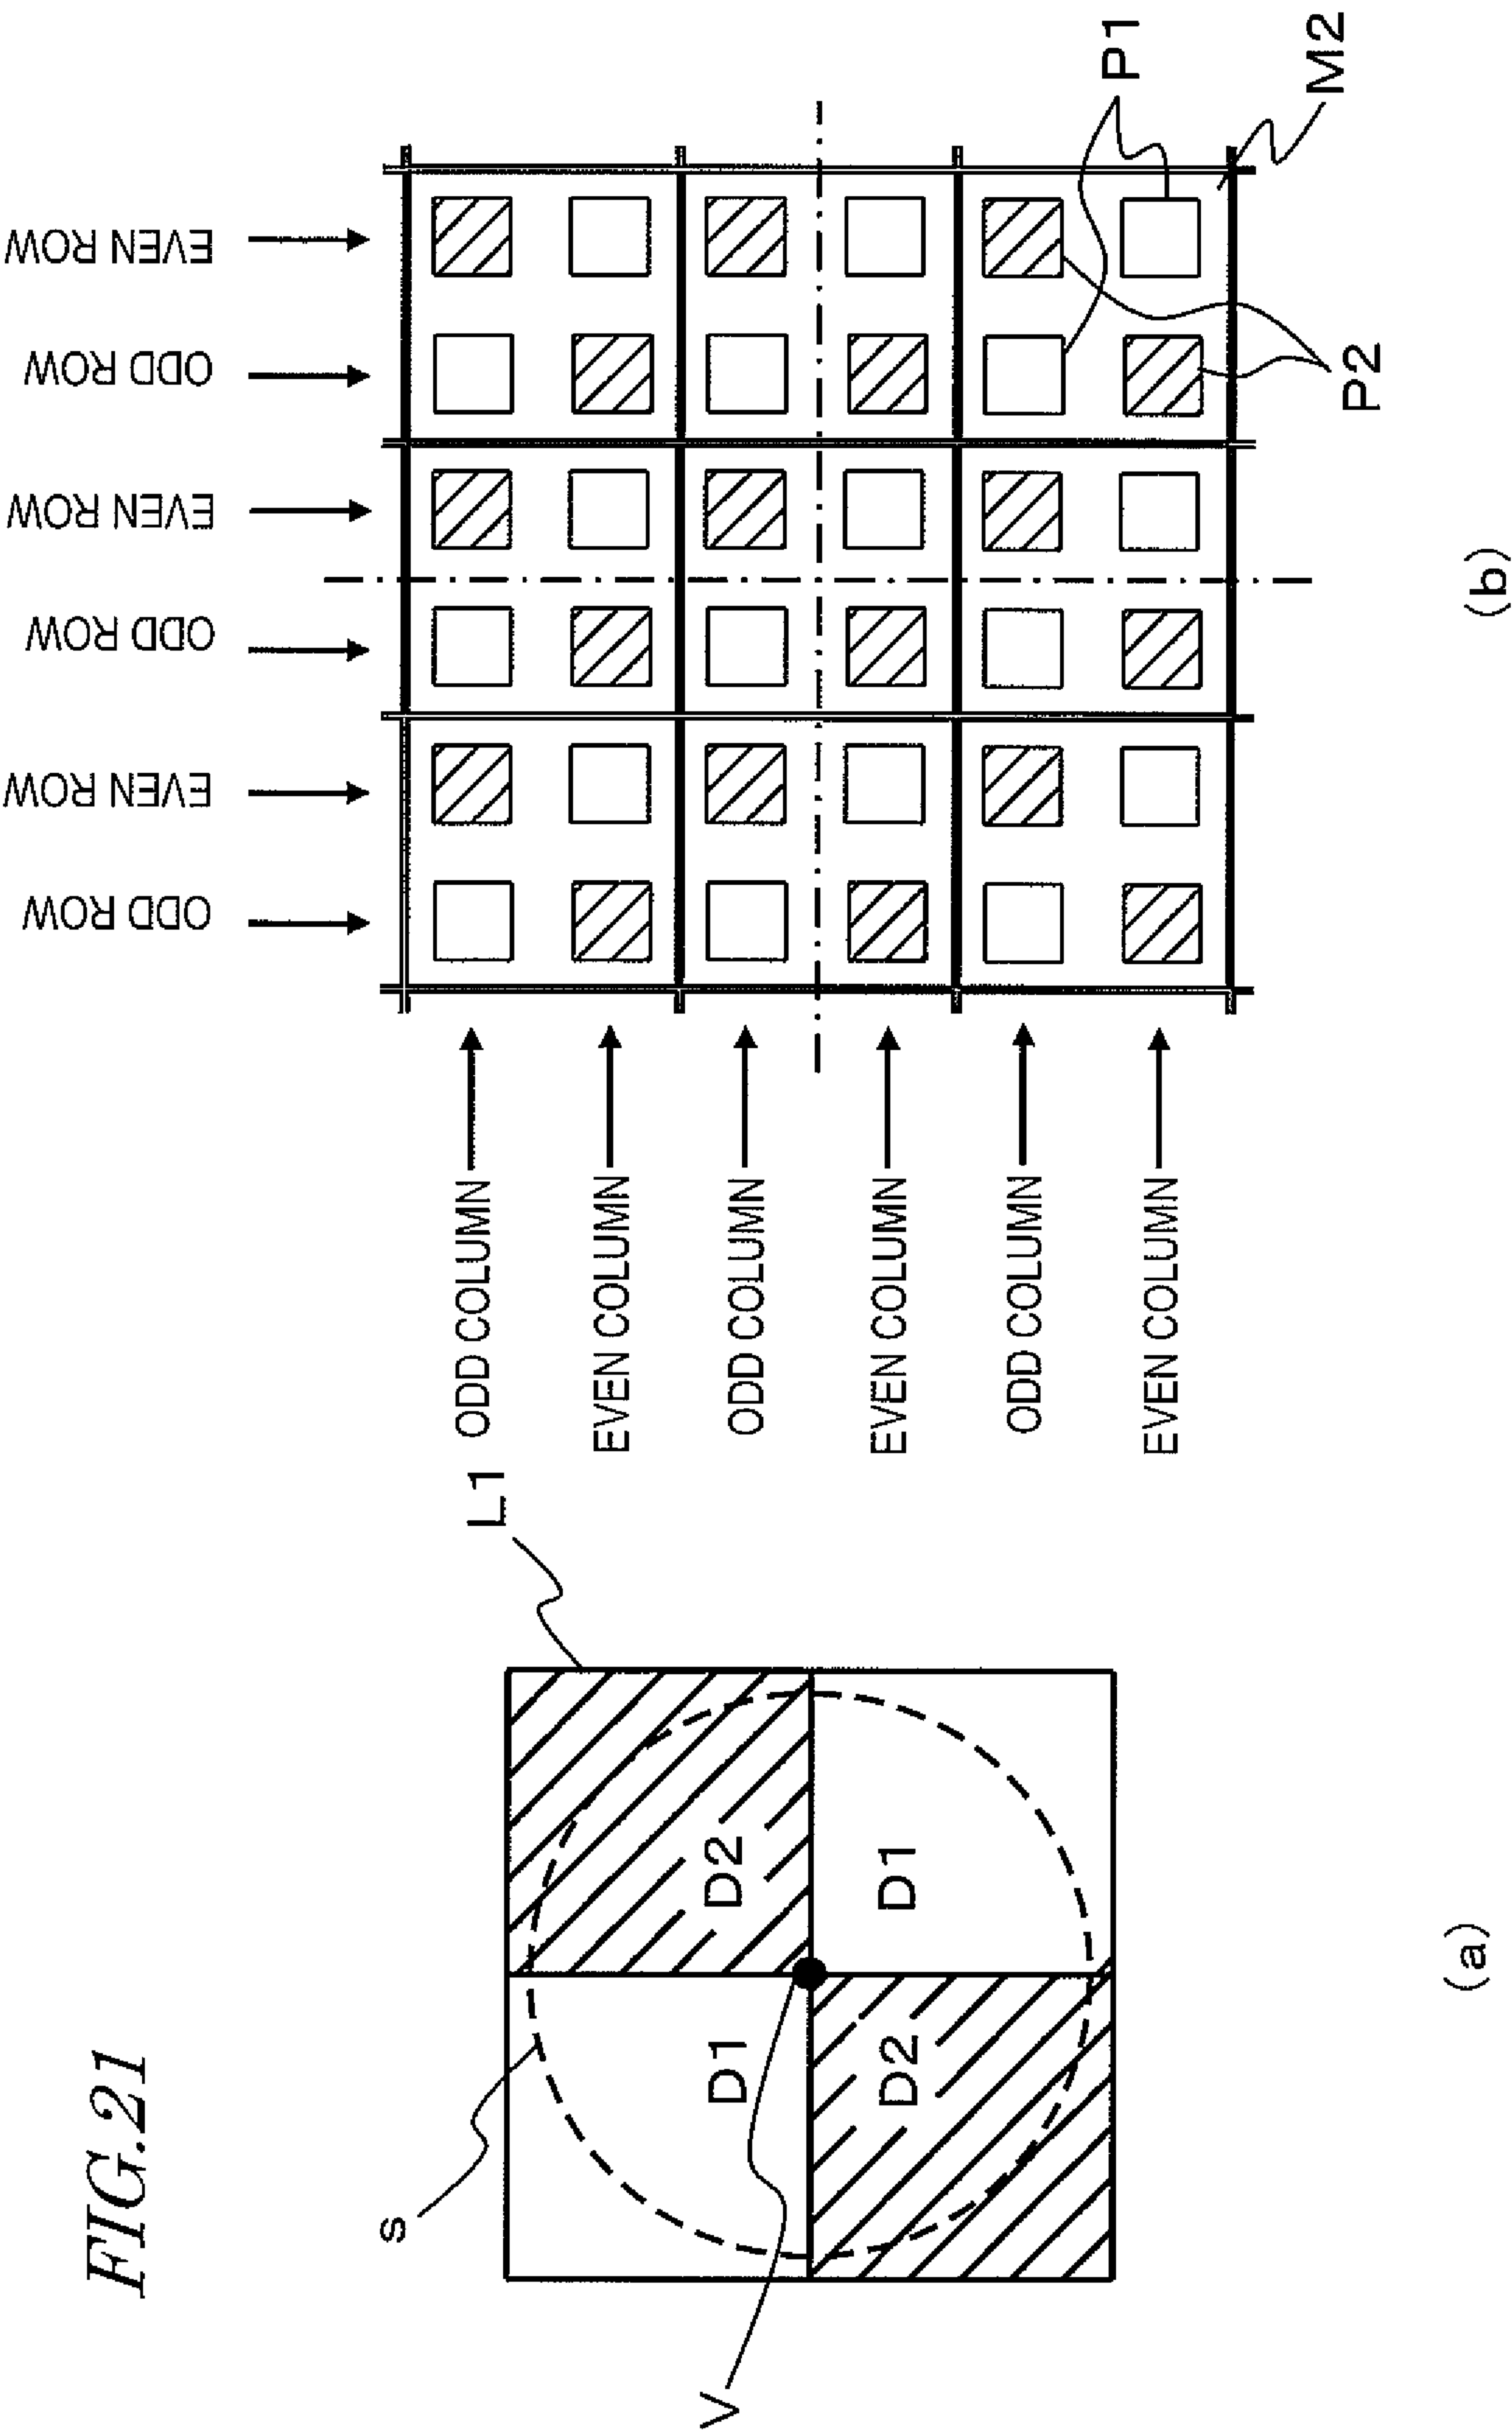 FIG.21
s
L1
D1
D2
D2
D1
V
(a)
ODD COLUMN
EVEN COLUMN
ODD COLUMN
EVEN COLUMN
ODD COLUMN
EVEN COLUMN
ODD ROW
EVEN ROW
ODD ROW
EVEN ROW
ODD ROW
EVEN ROW
P1
M2
P2
(b)